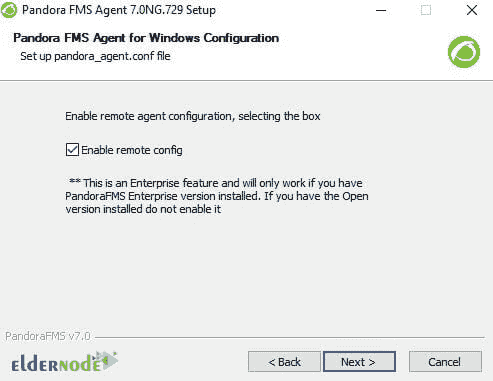 Pandora FMS Agent 7.0NG.729 Setup
Pandora FMS Agent for Windows Configuration
Set up pandora_agent.conf file
Enable remote agent configuration, selecting the box
Enable remote config
** This is an Enterprise feature and will only work if you have
PandoraFMS Enterprise version installed. If you have the Open
version installed do not enable it
PandoraFMS v7.0
ELDERNODE
< Back
Next >
Cancel